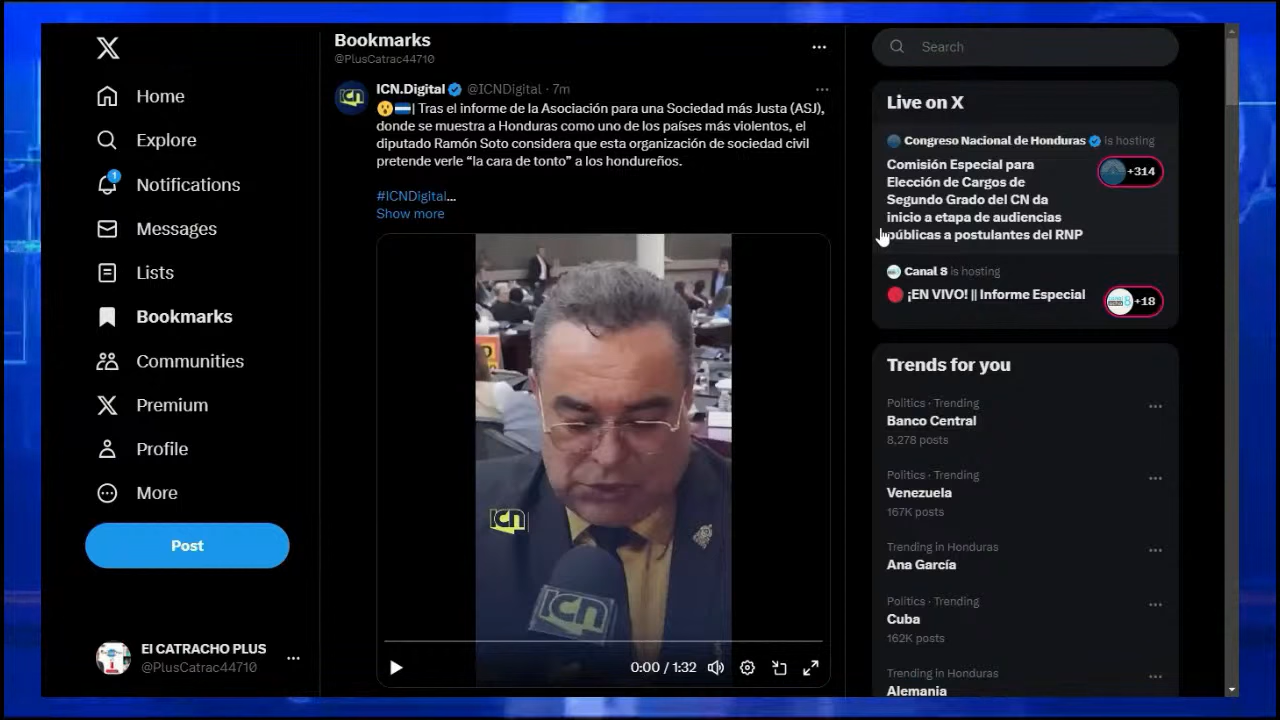 Home
Explore
1
Notifications
Messages
Lists
Bookmarks
Communities
Premium
Profile
More
Post
El CATRACHO PLUS
@PlusCatrac44710
Bookmarks
@PlusCatrac44710
ICN.Digital @ICNDigital · 7m
| Tras el informe de la Asociación para una Sociedad más Justa (ASJ),
donde se muestra a Honduras como uno de los países más violentos, el
diputado Ramón Soto considera que esta organización de sociedad civil
pretende verle “la cara de tonto” a los hondureños.
#ICNDigital...
Show more
icn
icn
0:00 / 1:32
Search
Live on X
Congreso Nacional de Honduras is hosting
Comisión Especial para
Elección de Cargos de
Segundo Grado del CN da
inicio a etapa de audiencias
públicas a postulantes del RNP
+314
Canal 8 is hosting
¡EN VIVO! || Informe Especial
+18
Trends for you
Politics · Trending
Banco Central
8,278 posts
Politics · Trending
Venezuela
167K posts
Trending in Honduras
Ana García
Politics · Trending
Cuba
162K posts
Trending in Honduras
Alemania